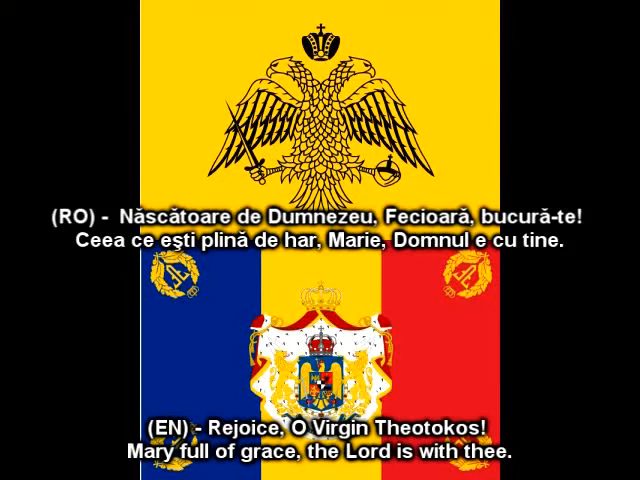 (RO) - Născătoare de Dumnezeu, Fecioară, bucură-te!
Ceea ce eşti plină de har, Marie, Domnul e cu tine.
(EN) - Rejoice, O Virgin Theotokos!
Mary full of grace, the Lord is with thee.